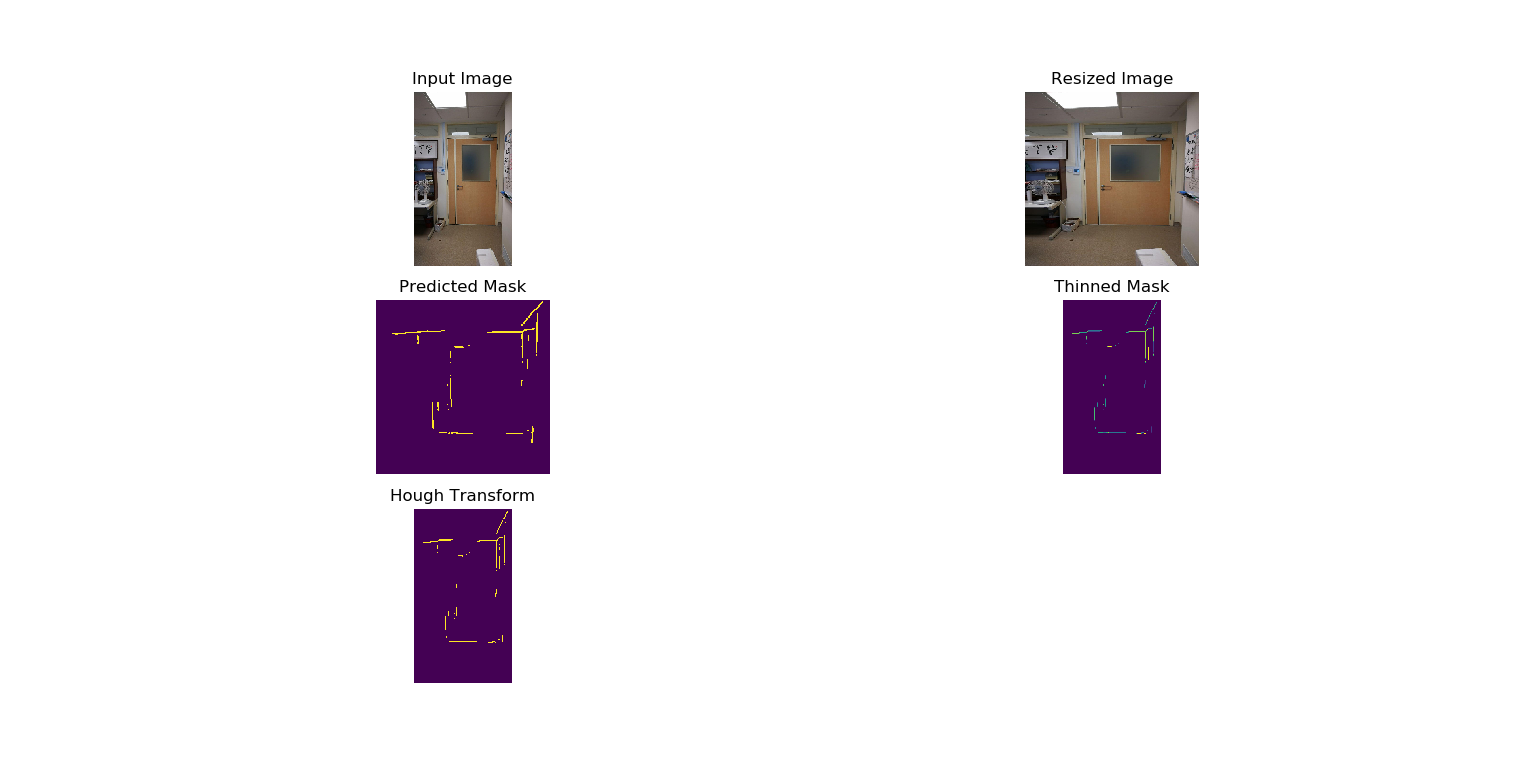 Input Image
Resized Image
Predicted Mask
Thinned Mask
Hough Transform